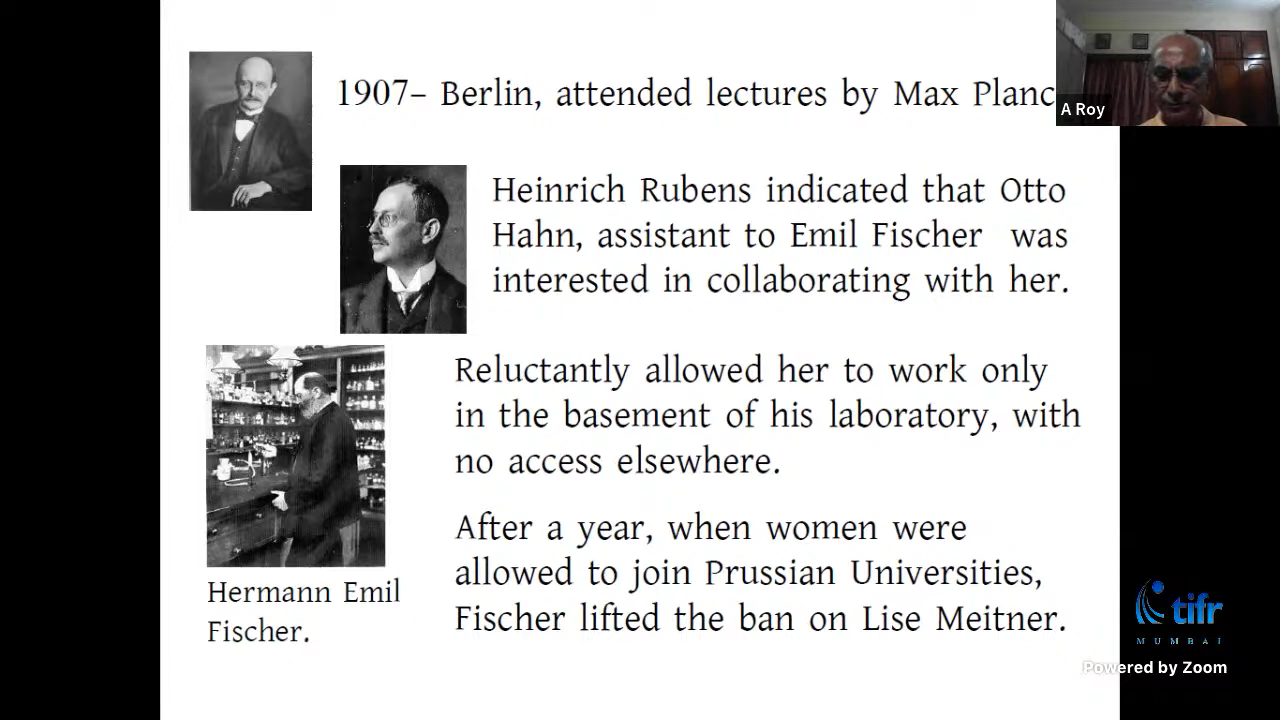 1907– Berlin, attended lectures by Max Planc
A Roy
Heinrich Rubens indicated that Otto
Hahn, assistant to Emil Fischer was
interested in collaborating with her.
Reluctantly allowed her to work only
in the basement of his laboratory, with
no access elsewhere.
After a year, when women were
allowed to join Prussian Universities,
Fischer lifted the ban on Lise Meitner.
Hermann Emil
Fischer.
tifr
MUMBAI
Powered by Zoom